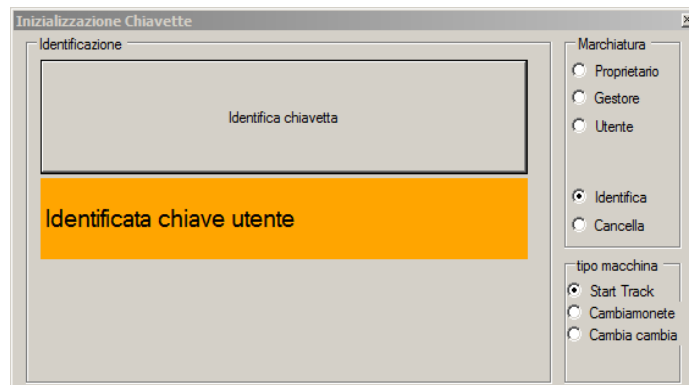 Inizializzazione Chiavette
Identificazione
Identifica chiavetta
Identificata chiave utente
Marchiatura
Proprietario
Gestore
Utente
Identifica
Cancella
tipo macchina
Start Track
Cambiamonete
Cambia cambia